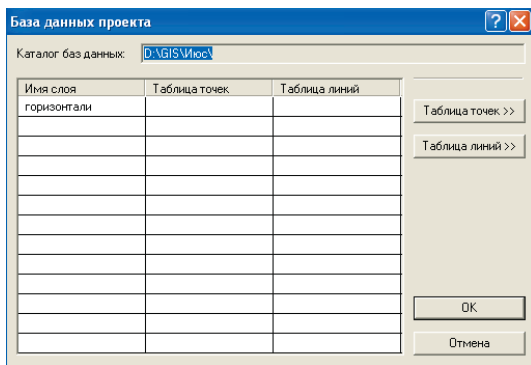 База данных проекта
Каталог баз данных: D:\GIS\Июс\
Имя слоя Таблица точек Таблица линий
горизонтали
Таблица точек >>
Таблица линий >>
OK
Отмена